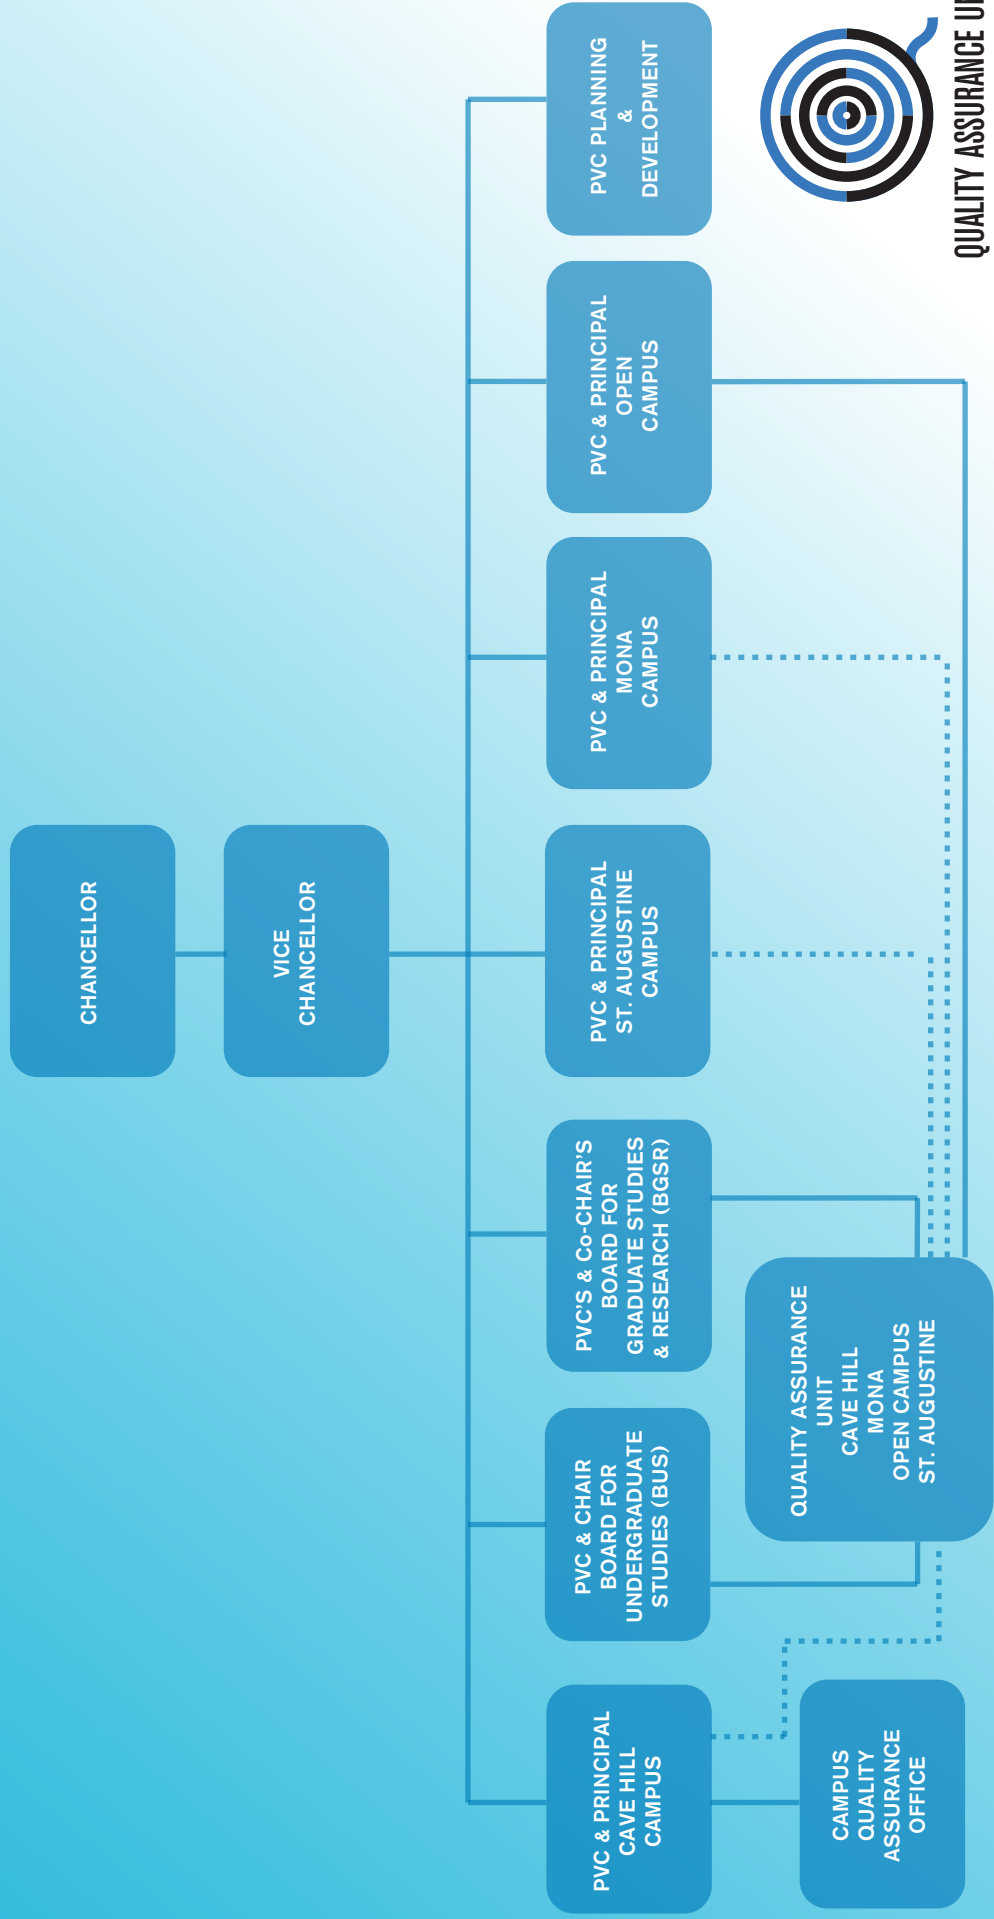 CHANCELLOR
VICE
CHANCELLOR
PVC & PRINCIPAL
CAVE HILL
CAMPUS
PVC & CHAIR
BOARD FOR
UNDERGRADUATE
STUDIES (BUS)
PVC'S & Co-CHAIR'S
BOARD FOR
GRADUATE STUDIES
& RESEARCH (BGSR)
PVC & PRINCIPAL
ST. AUGUSTINE
CAMPUS
PVC & PRINCIPAL
MONA
CAMPUS
PVC & PRINCIPAL
OPEN
CAMPUS
PVC PLANNING
&
DEVELOPMENT
CAMPUS
QUALITY
ASSURANCE
OFFICE
QUALITY ASSURANCE
UNIT
CAVE HILL
MONA
OPEN CAMPUS
ST. AUGUSTINE
QUALITY ASSURANCE